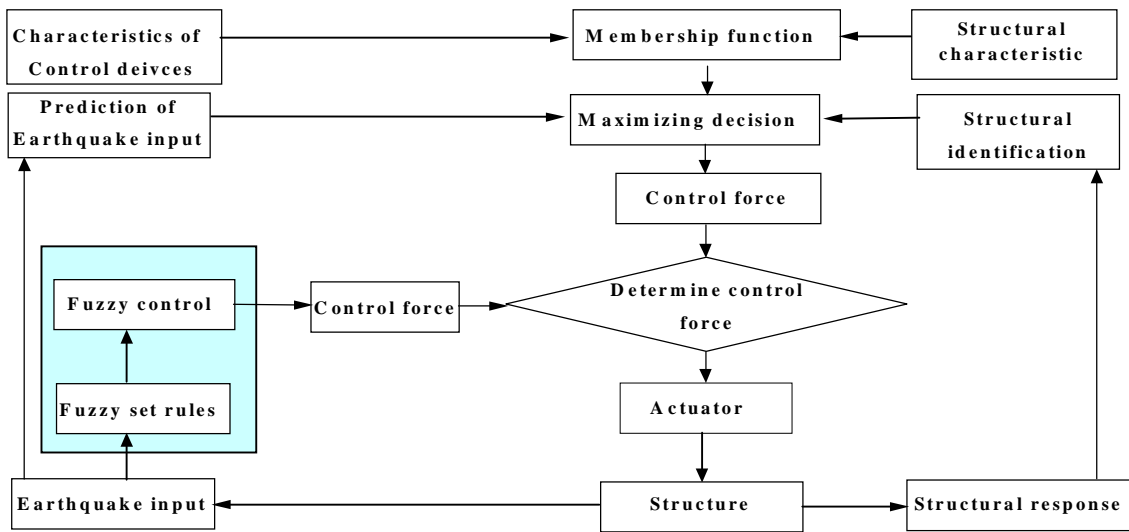 Characteristics of
Control deivces
Membership function
Structural
characteristic
Prediction of
Earthquake input
Maximizing decision
Structural
identification
Control force
Fuzzy control
Control force
Determine control
force
Fuzzy set rules
Actuator
Earthquake input
Structure
Structural response